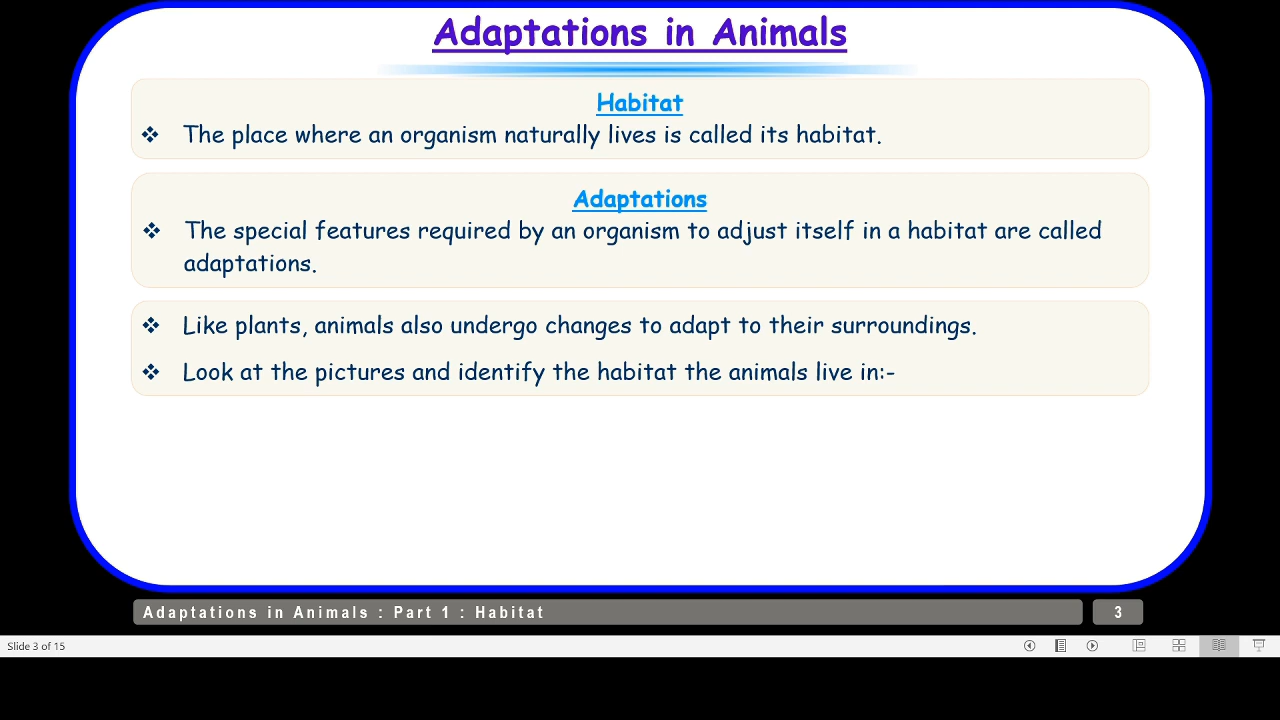 Adaptations in Animals
Habitat
❖ The place where an organism naturally lives is called its habitat.
Adaptations
❖ The special features required by an organism to adjust itself in a habitat are called
adaptations.
❖ Like plants, animals also undergo changes to adapt to their surroundings.
❖ Look at the pictures and identify the habitat the animals live in:-
Adaptations in Animals : Part 1 : Habitat
3
Slide 3 of 15